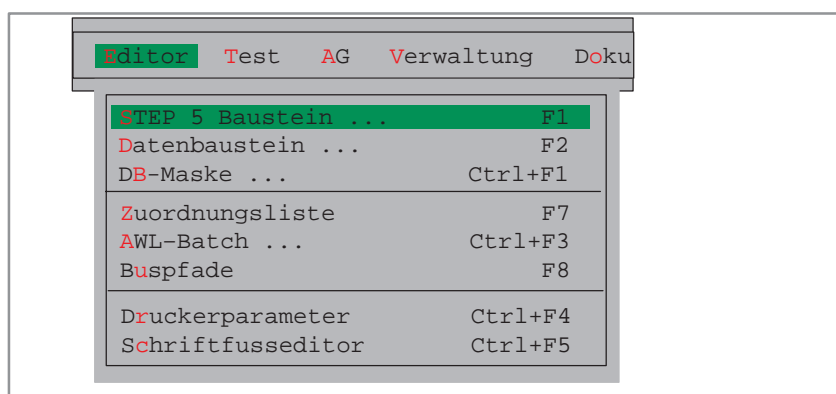 Editor Test AG Verwaltung Doku
STEP 5 Baustein ... F1
Datenbaustein ... F2
DB-Maske ... Ctrl+F1
Zuordnungsliste F7
AWL-Batch ... Ctrl+F3
Buspfade F8
Druckerparameter Ctrl+F4
Schriftfusseditor Ctrl+F5